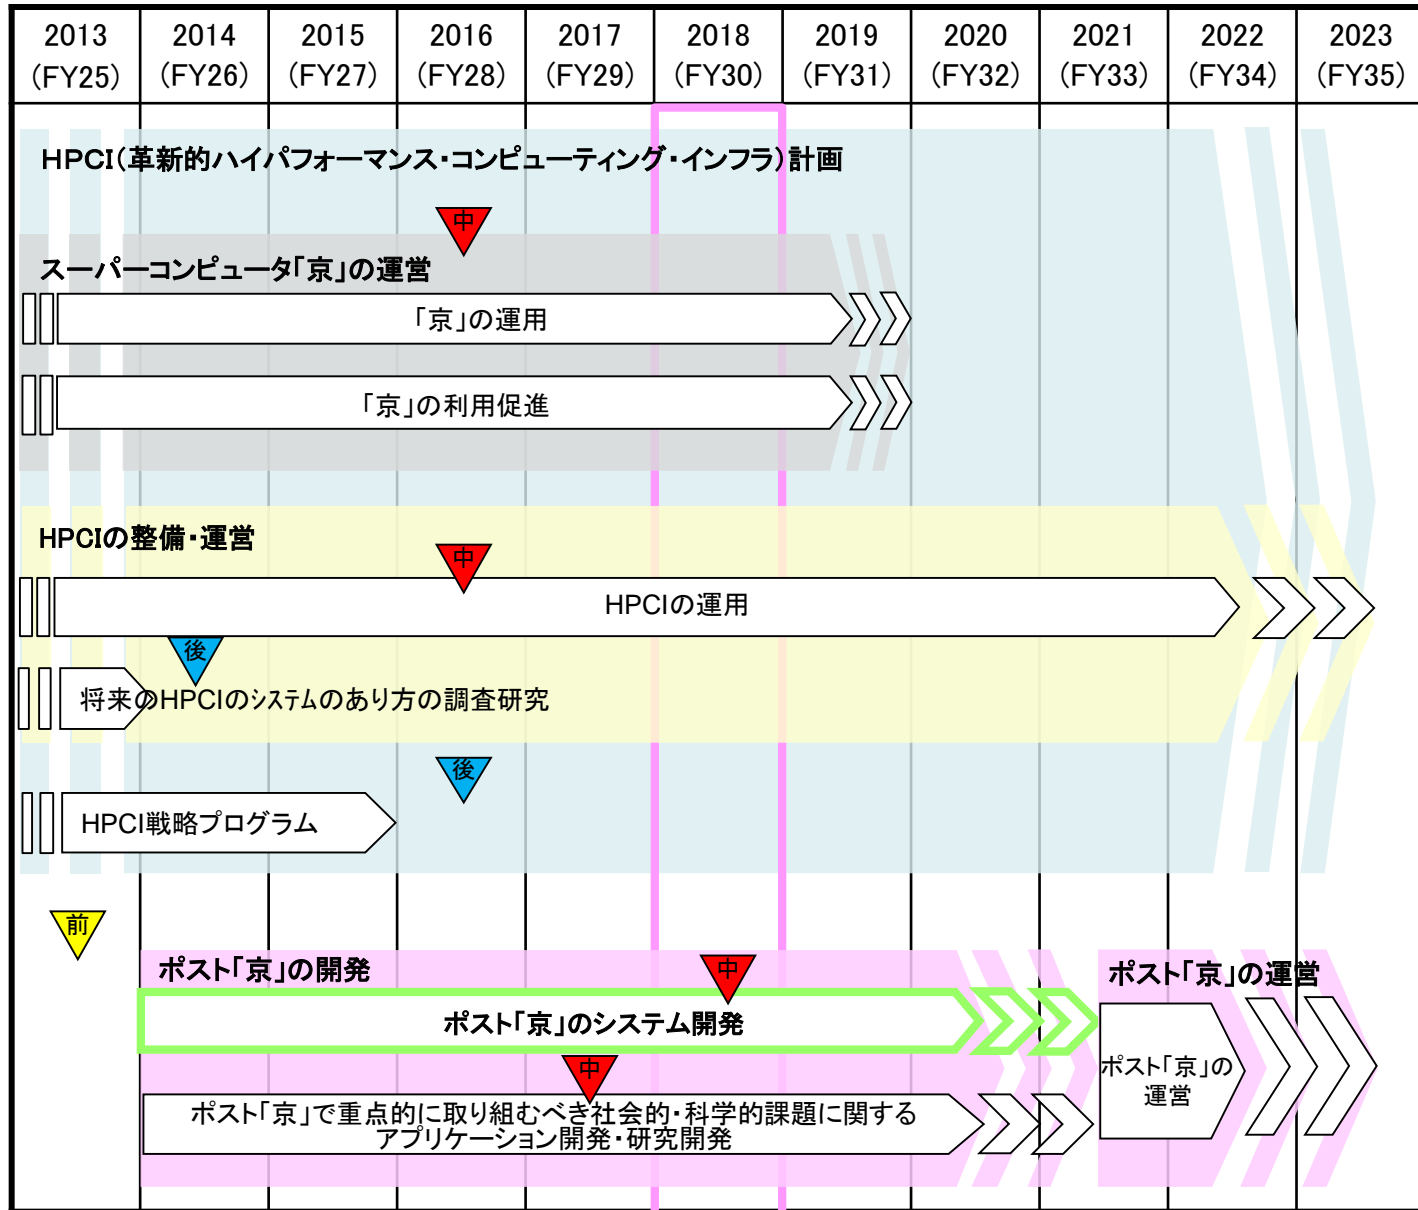 2013 2014 2015 2016 2017 2018 2019 2020 2021 2022 2023
(FY25) (FY26) (FY27) (FY28) (FY29) (FY30) (FY31) (FY32) (FY33) (FY34) (FY35)
HPCI(革新的ハイパフォーマンス・コンピューティング・インフラ)計画
中
スーパーコンピュータ「京」の運営
「京」の運用
「京」の利用促進
HPCIの整備・運営
中
HPCIの運用
後
将来のHPCIのシステムのあり方の調査研究
後
HPCI戦略プログラム
前
ポスト「京」の開発
中
ポスト「京」の運営
ポスト「京」のシステム開発
中
ポスト「京」の
運営
ポスト「京」で重点的に取り組むべき社会的・科学的課題に関する
アプリケーション開発・研究開発